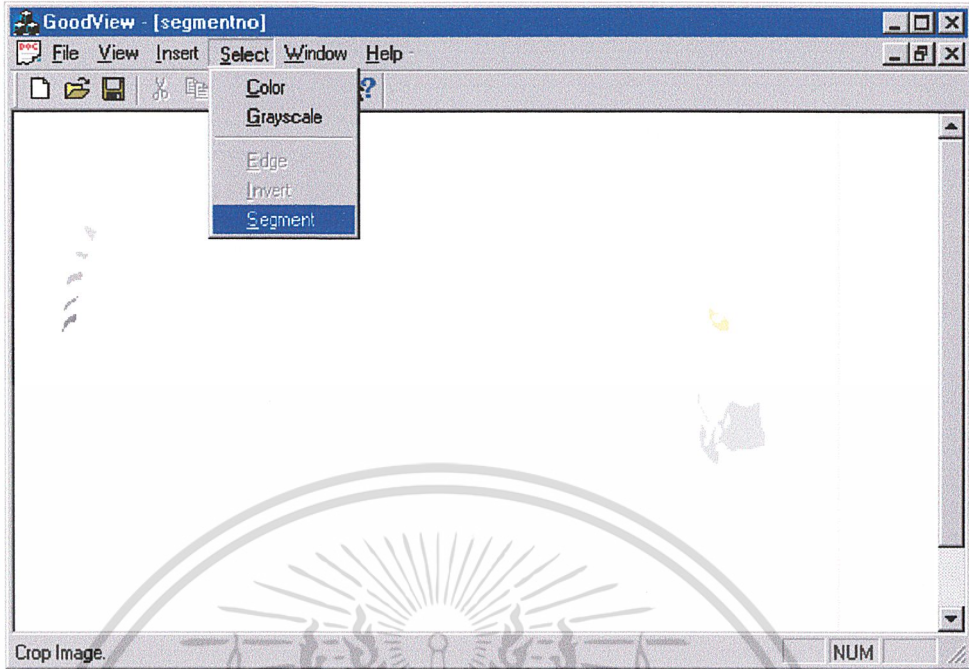 GoodView - [segmentno]
File View Insert Select Window Help
Color
Grayscale
Edge
Invert
Segment
Crop Image.
NUM